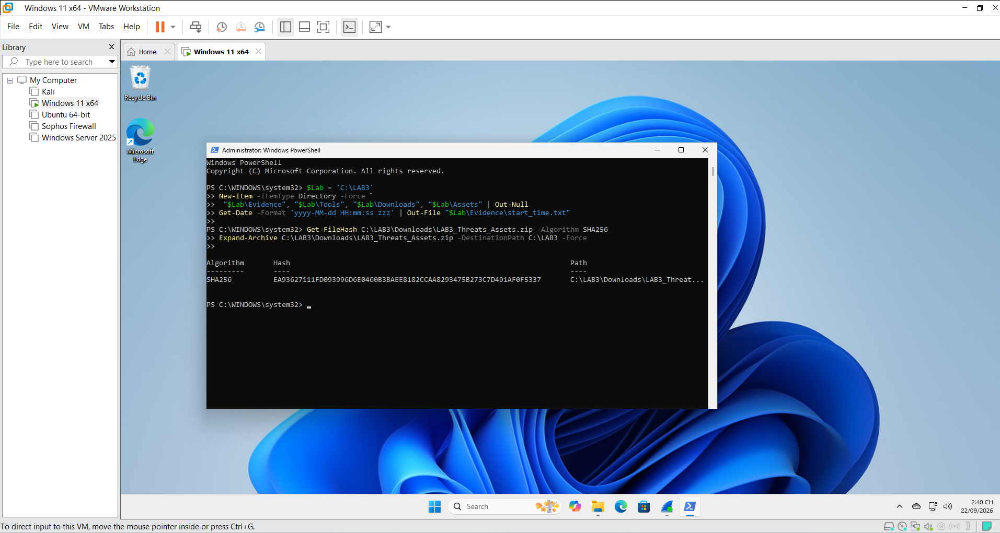 Windows 11 x64 - VMware Workstation
File Edit View VM Tabs Help
Library
Type here to search
My Computer
Kali
Windows 11 x64
Ubuntu 64-bit
Sophos Firewall
Windows Server 2025
Home
Windows 11 x64
Recycle Bin
Microsoft
Edge
Administrator: Windows PowerShell
Windows PowerShell
Copyright (C) Microsoft Corporation. All rights reserved.
PS C:\WINDOWS\system32> $Lab = 'C:\LAB3'
>> New-Item -ItemType Directory -Force `
>>  "$Lab\Evidence", "$Lab\Tools", "$Lab\Downloads", "$Lab\Assets" | Out-Null
>> Get-Date -Format 'yyyy-MM-dd HH:mm:ss zzz' | Out-File "$Lab\Evidence\start_time.txt"
>>
PS C:\WINDOWS\system32> Get-FileHash C:\LAB3\Downloads\LAB3_Threats_Assets.zip -Algorithm SHA256
>> Expand-Archive C:\LAB3\Downloads\LAB3_Threats_Assets.zip -DestinationPath C:\LAB3 -Force
>>
Algorithm Hash Path
--------- ---- ----
SHA256 EA93627111FD093996D6E0460B3BAEE8182CCAA8293475B273C7D491AF0F5337 C:\LAB3\Downloads\LAB3_Threat...
PS C:\WINDOWS\system32> _
Search
2:40 CH
22/09/2026
To direct input to this VM, move the mouse pointer inside or press Ctrl+G.